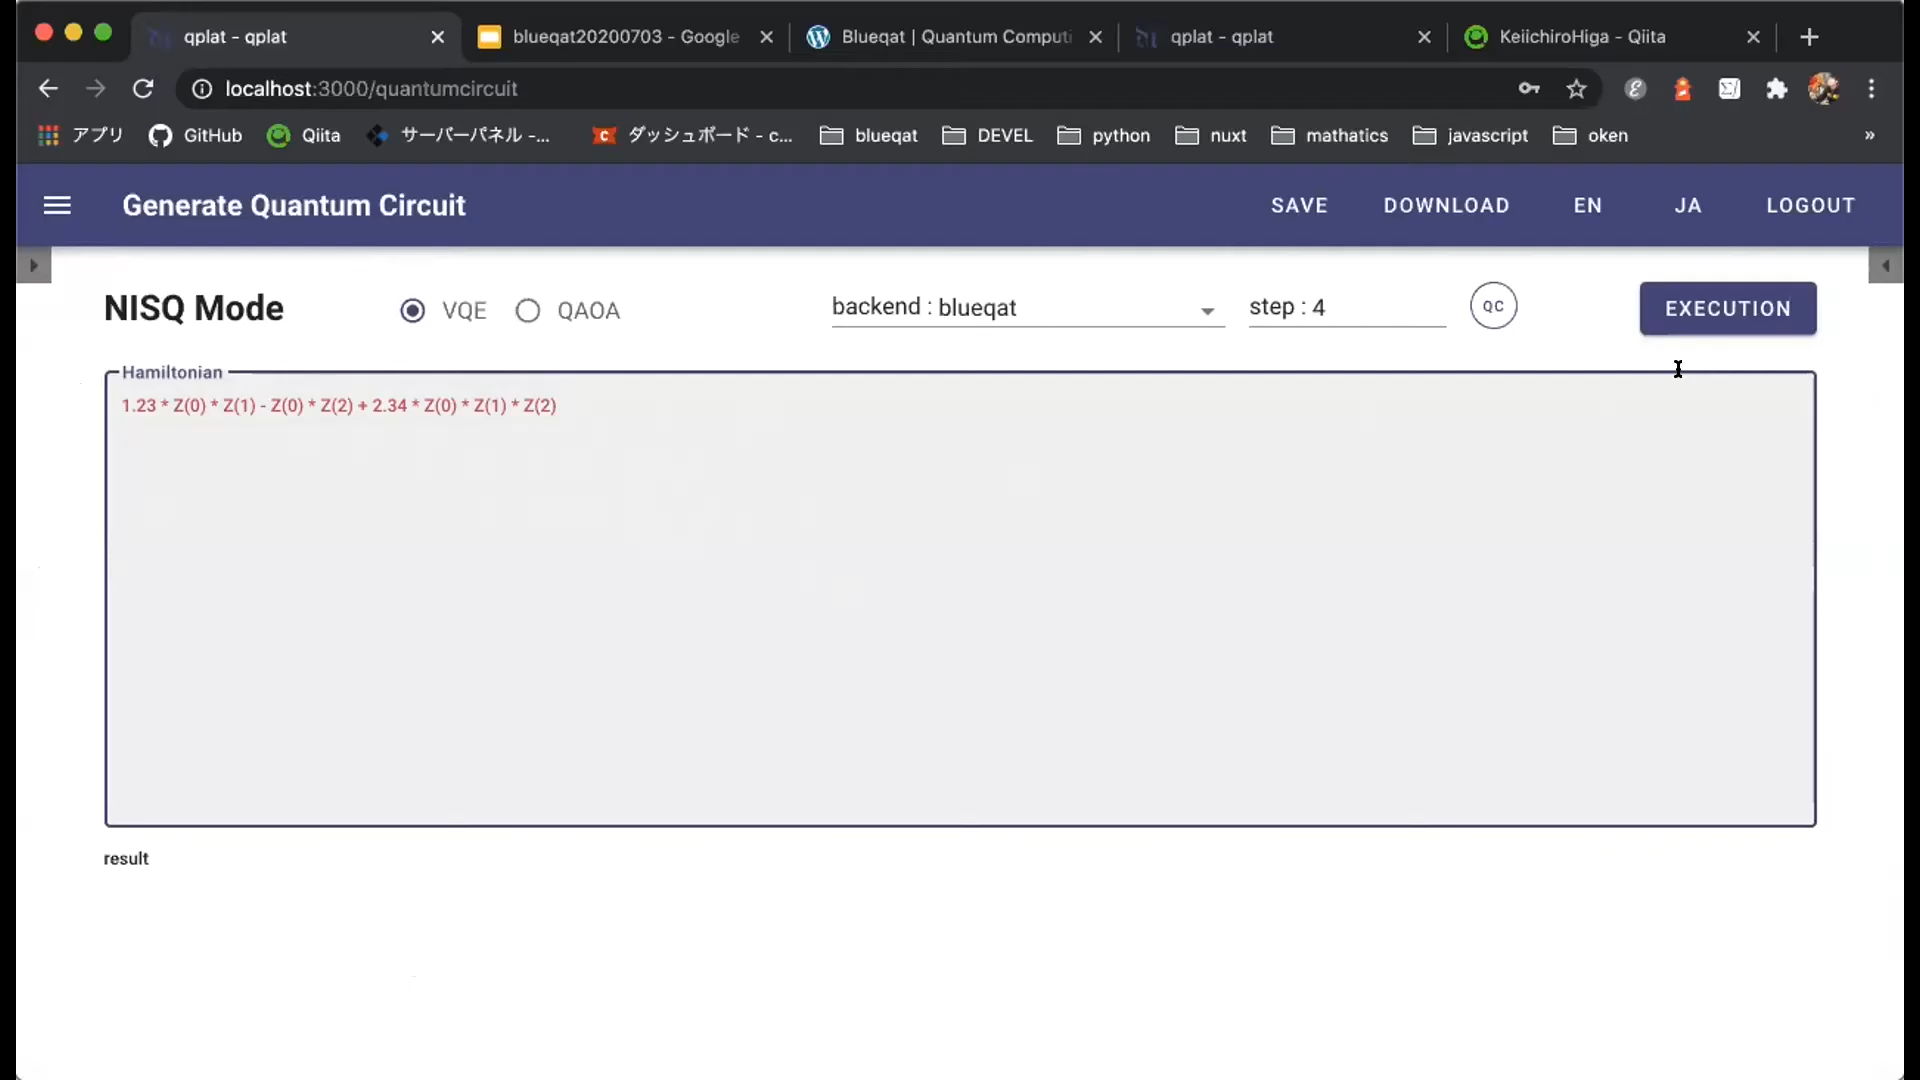 qplat - qplat
blueqat20200703 - Google
Blueqat | Quantum Computi
qplat - qplat
KeiichiroHiga - Qiita
localhost:3000/quantumcircuit
アプリ
GitHub
Qiita
サーバーパネル -...
ダッシュボード - c...
blueqat
DEVEL
python
nuxt
mathatics
javascript
oken
»
Generate Quantum Circuit
SAVE
DOWNLOAD
EN
JA
LOGOUT
NISQ Mode
VQE
QAOA
backend : blueqat
step : 4
QC
EXECUTION
Hamiltonian
1.23 * Z(0) * Z(1) - Z(0) * Z(2) + 2.34 * Z(0) * Z(1) * Z(2)
result